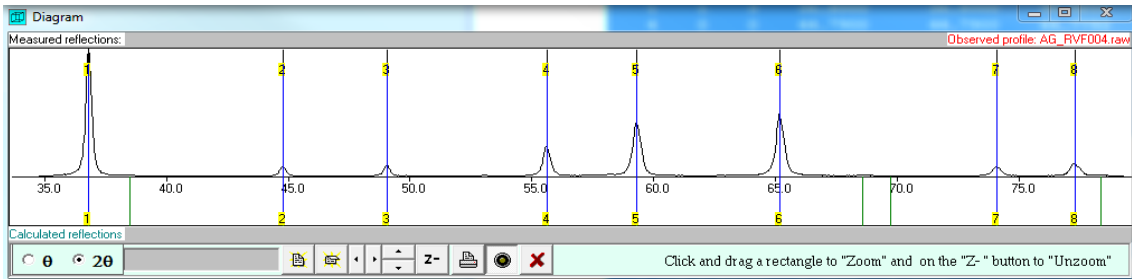 Diagram
Measured reflections:
Observed profile: AG_RVF004.raw
1 2 3 4 5 6 7 8
35.0 40.0 45.0 50.0 55.0 60.0 65.0 70.0 75.0
1 2 3 4 5 6 7 8
Calculated reflections
θ 2θ Z- Click and drag a rectangle to "Zoom" and on the "Z- " button to "Unzoom"